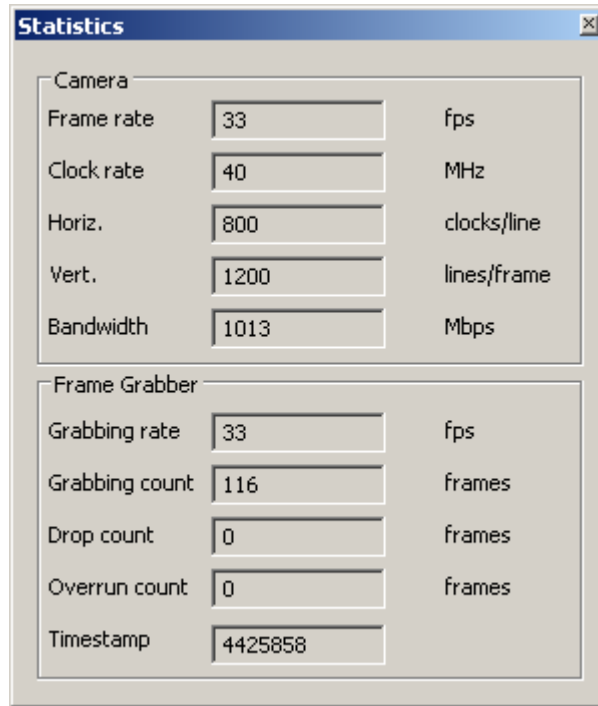 Statistics
Camera
Frame rate 33 fps
Clock rate 40 MHz
Horiz. 800 clocks/line
Vert. 1200 lines/frame
Bandwidth 1013 Mbps
Frame Grabber
Grabbing rate 33 fps
Grabbing count 116 frames
Drop count 0 frames
Overrun count 0 frames
Timestamp 4425858